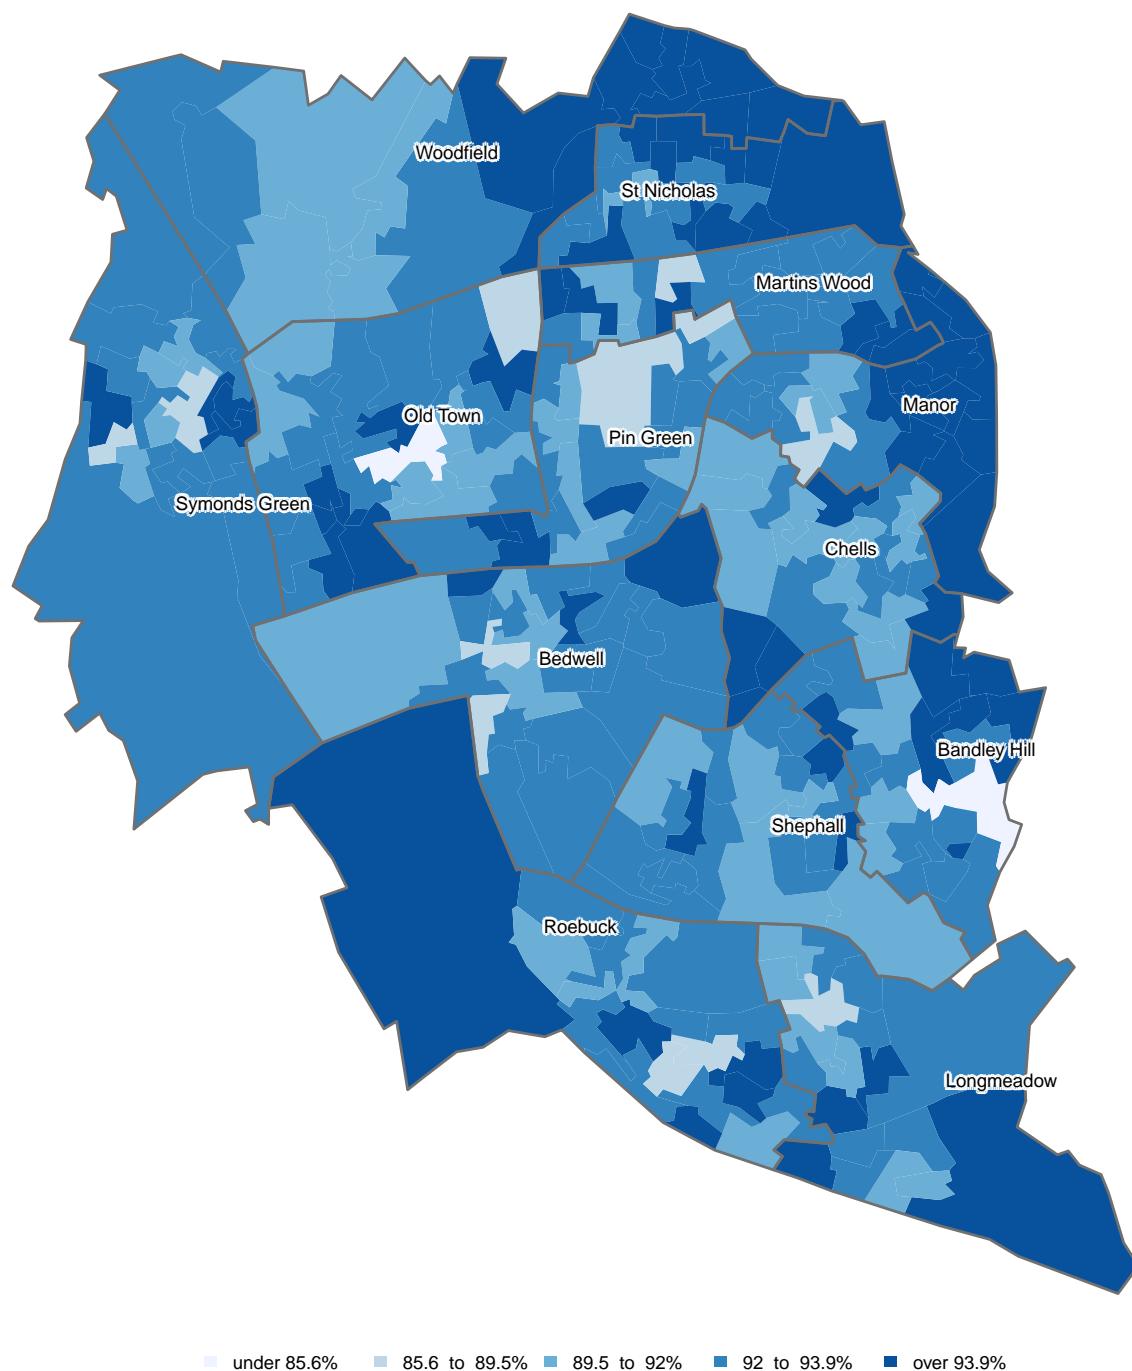 Woodfield
St Nicholas
Martins Wood
Manor
Old Town
Pin Green
Symonds Green
Chells
Bedwell
Bandley Hill
Shephall
Roebuck
Longmeadow
under 85.6% 85.6 to 89.5% 89.5 to 92% 92 to 93.9% over 93.9%